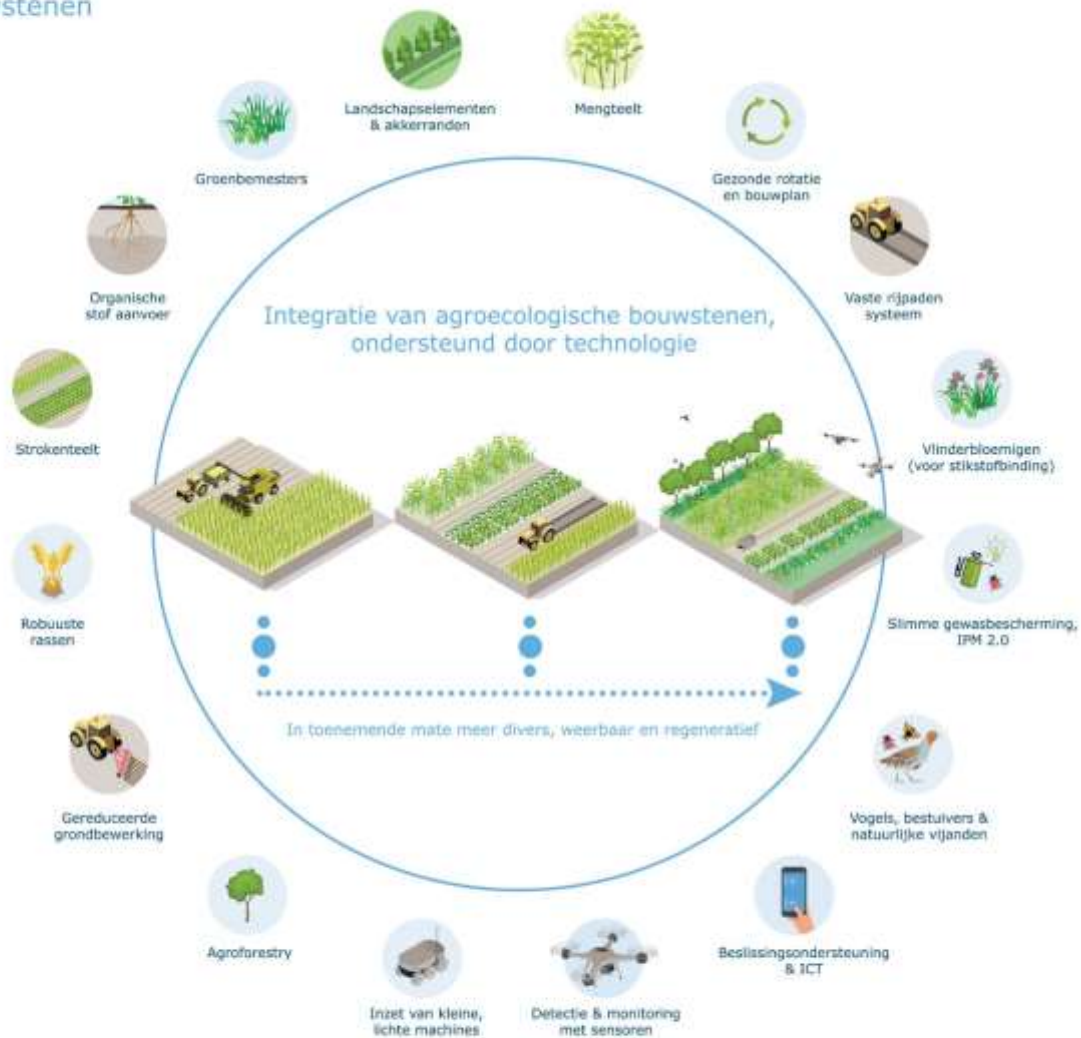 stenen
Landschapselementen
& akkerranden
Mengteelt
Groenbemesters
Gezonde rotatie
en bouwplan
Organische
stof aanvoer
Vaste rijpaden
systeem
Integratie van agroecologische bouwstenen,
ondersteund door technologie
Strokenteelt
Vlinderbloemigen
(voor stikstofbinding)
Robuuste
rassen
Slimme gewasbescherming,
IPM 2.0
In toenemende mate meer divers, weerbaar en regeneratief
Gereduceerde
grondbewerking
Vogels, bestuivers &
natuurlijke vijanden
Agroforestry
Beslissingsondersteuning
& ICT
Inzet van kleine,
lichte machines
Detectie & monitoring
met sensoren